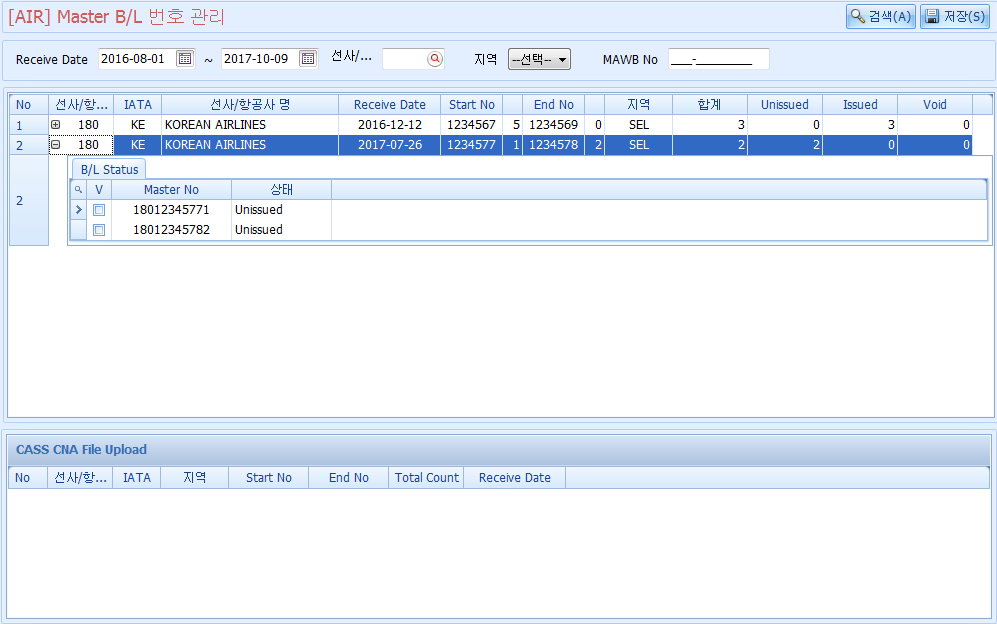 [AIR] Master B/L 번호 관리 검색(A) 저장(S)
Receive Date 2016-08-01 ~ 2017-10-09 선사/... 지역 --선택-- MAWB No ___-________
No 선사/항... IATA 선사/항공사 명 Receive Date Start No End No 지역 합계 Unissued Issued Void
1 180 KE KOREAN AIRLINES 2016-12-12 1234567 5 1234569 0 SEL 3 0 3 0
2 180 KE KOREAN AIRLINES 2017-07-26 1234577 1 1234578 2 SEL 2 2 0 0
B/L Status
V Master No 상태
2
18012345771 Unissued
18012345782 Unissued
CASS CNA File Upload
No 선사/항... IATA 지역 Start No End No Total Count Receive Date